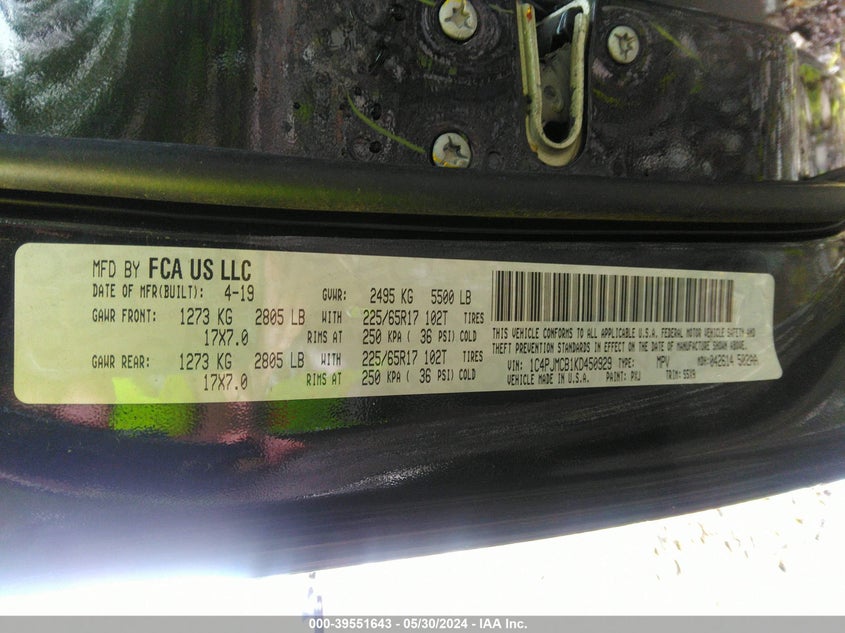 MFD BY FCA US LLC
DATE OF MFR(BUILT): 4-19 GVWR: 2495 KG 5500 LB
GAWR FRONT: 1273 KG 2805 LB WITH 225/65R17 102T TIRES
17X7.0 RIMS AT 250 KPA ( 36 PSI) COLD
GAWR REAR: 1273 KG 2805 LB WITH 225/65R17 102T TIRES
17X7.0 RIMS AT 250 KPA ( 36 PSI) COLD
THIS VEHICLE CONFORMS TO ALL APPLICABLE U.S.A. FEDERAL MOTOR VEHICLE SAFETY AND
THEFT PREVENTION STANDARDS IN EFFECT ON THE DATE OF MANUFACTURE SHOWN ABOVE.
VIN: 1C4PJMCB1KD450929 TYPE: MPV MDH: 042614 502AA
VEHICLE MADE IN U.S.A. PAINT: PXJ TRIM: S5X9
000-39551643 - 05/30/2024 - IAA Inc.